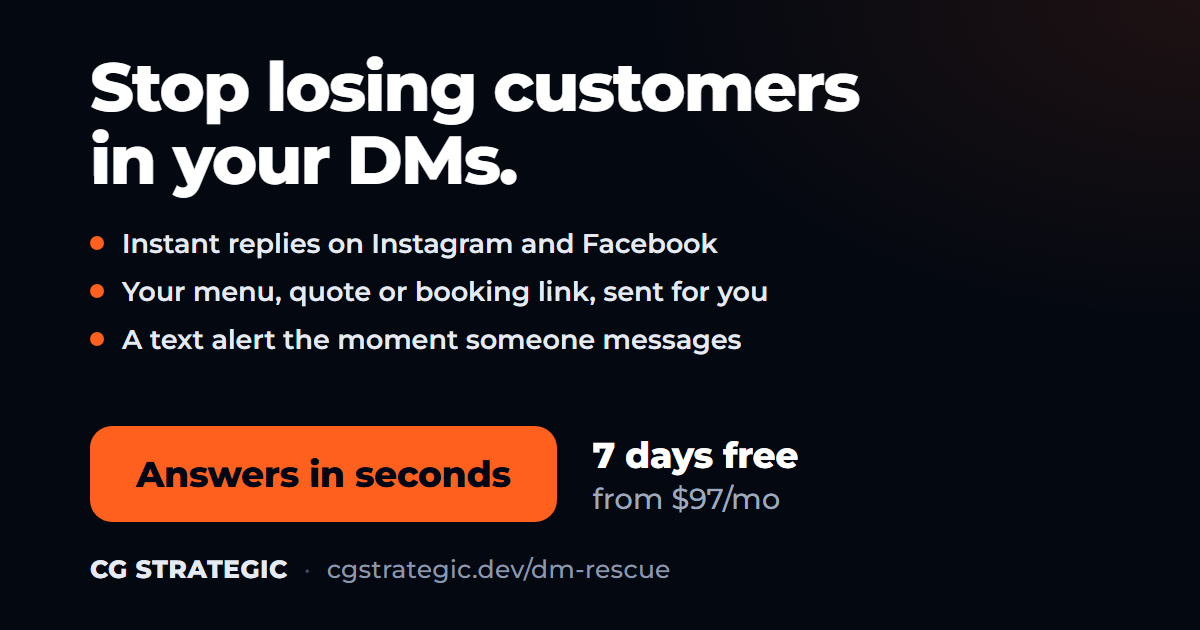 Stop losing customers
in your DMs.
Instant replies on Instagram and Facebook
Your menu, quote or booking link, sent for you
A text alert the moment someone messages
Answers in seconds
7 days free
from $97/mo
CG STRATEGIC · cgstrategic.dev/dm-rescue